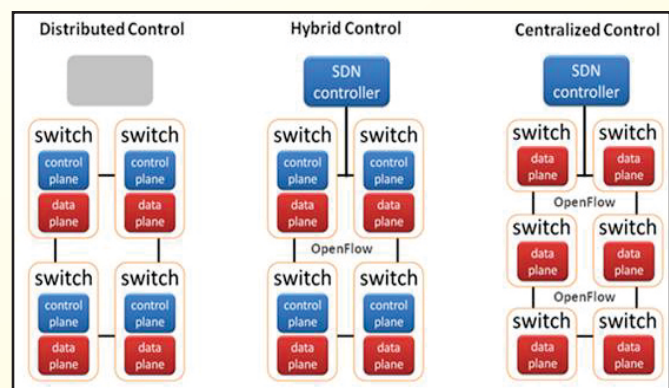 Distributed Control
switch switch
control plane control plane
data plane data plane
switch switch
control plane control plane
data plane data plane
Hybrid Control
SDN controller
switch switch
control plane control plane
data plane data plane
OpenFlow
switch switch
control plane control plane
data plane data plane
Centralized Control
SDN controller
switch switch
data plane data plane
OpenFlow
switch switch
data plane data plane
OpenFlow
switch switch
data plane data plane